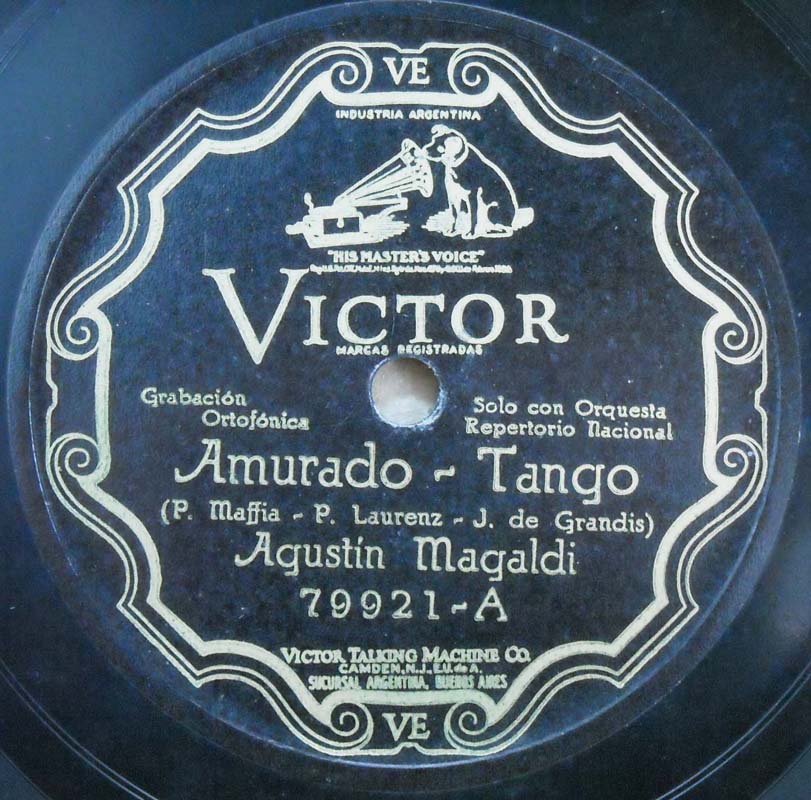 VE
INDUSTRIA ARGENTINA
"HIS MASTER'S VOICE"
VICTOR
MARCAS REGISTRADAS
Grabación
Ortofónica
Solo con Orquesta
Repertorio Nacional
Amurado - Tango
(P. Maffia - P. Laurenz - J. de Grandis)
Agustín Magaldi
79921-A
VICTOR TALKING MACHINE CO.
CAMDEN, N.J., E.U. de A.
SUCURSAL ARGENTINA, BUENOS AIRES
VE